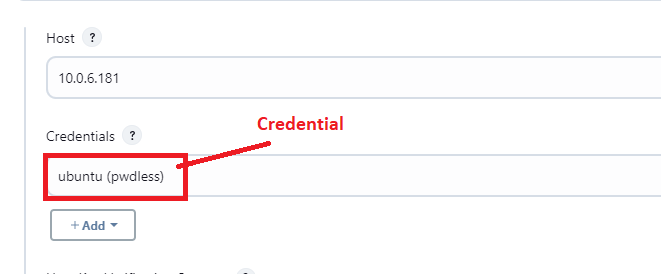 Host ?
10.0.6.181
Credential
Credentials ?
ubuntu (pwdless)
+ Add